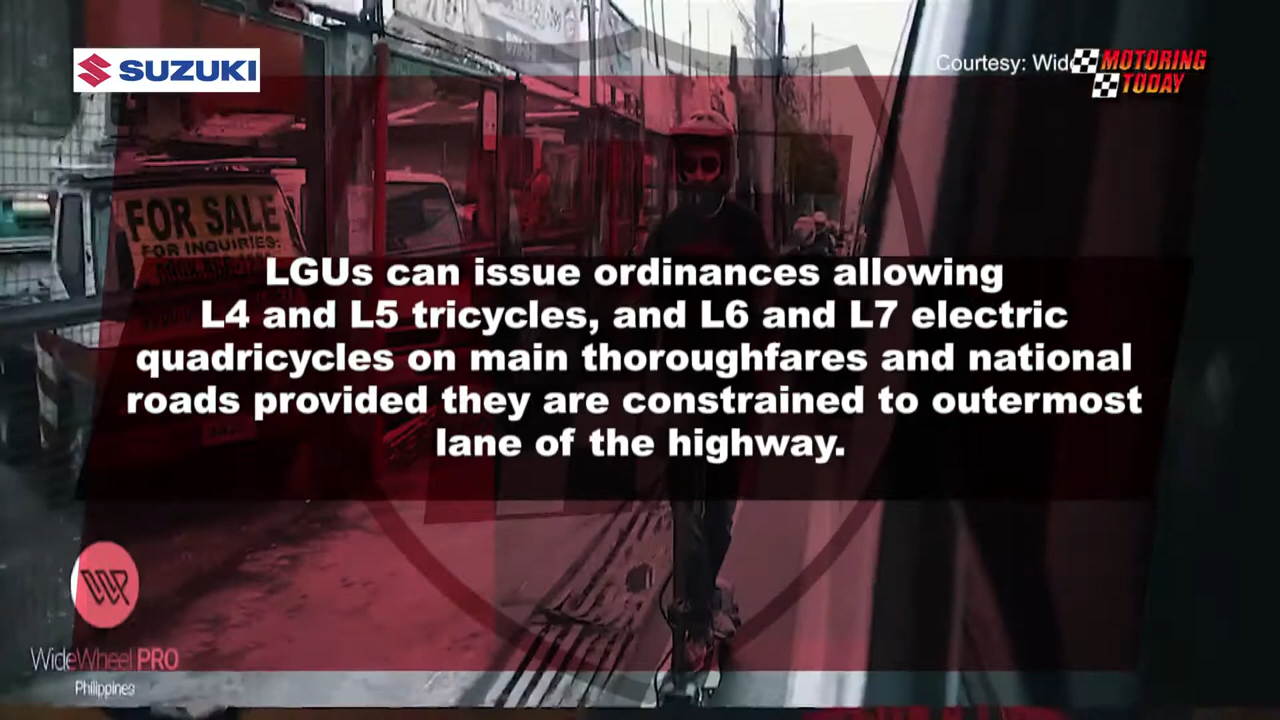 SUZUKI
Courtesy: Wid
MOTORING
TODAY
FOR SALE
FOR INQUIRIES:
LGUs can issue ordinances allowing
L4 and L5 tricycles, and L6 and L7 electric
quadricycles on main thoroughfares and national
roads provided they are constrained to outermost
lane of the highway.
WideWheel PRO
Philippines